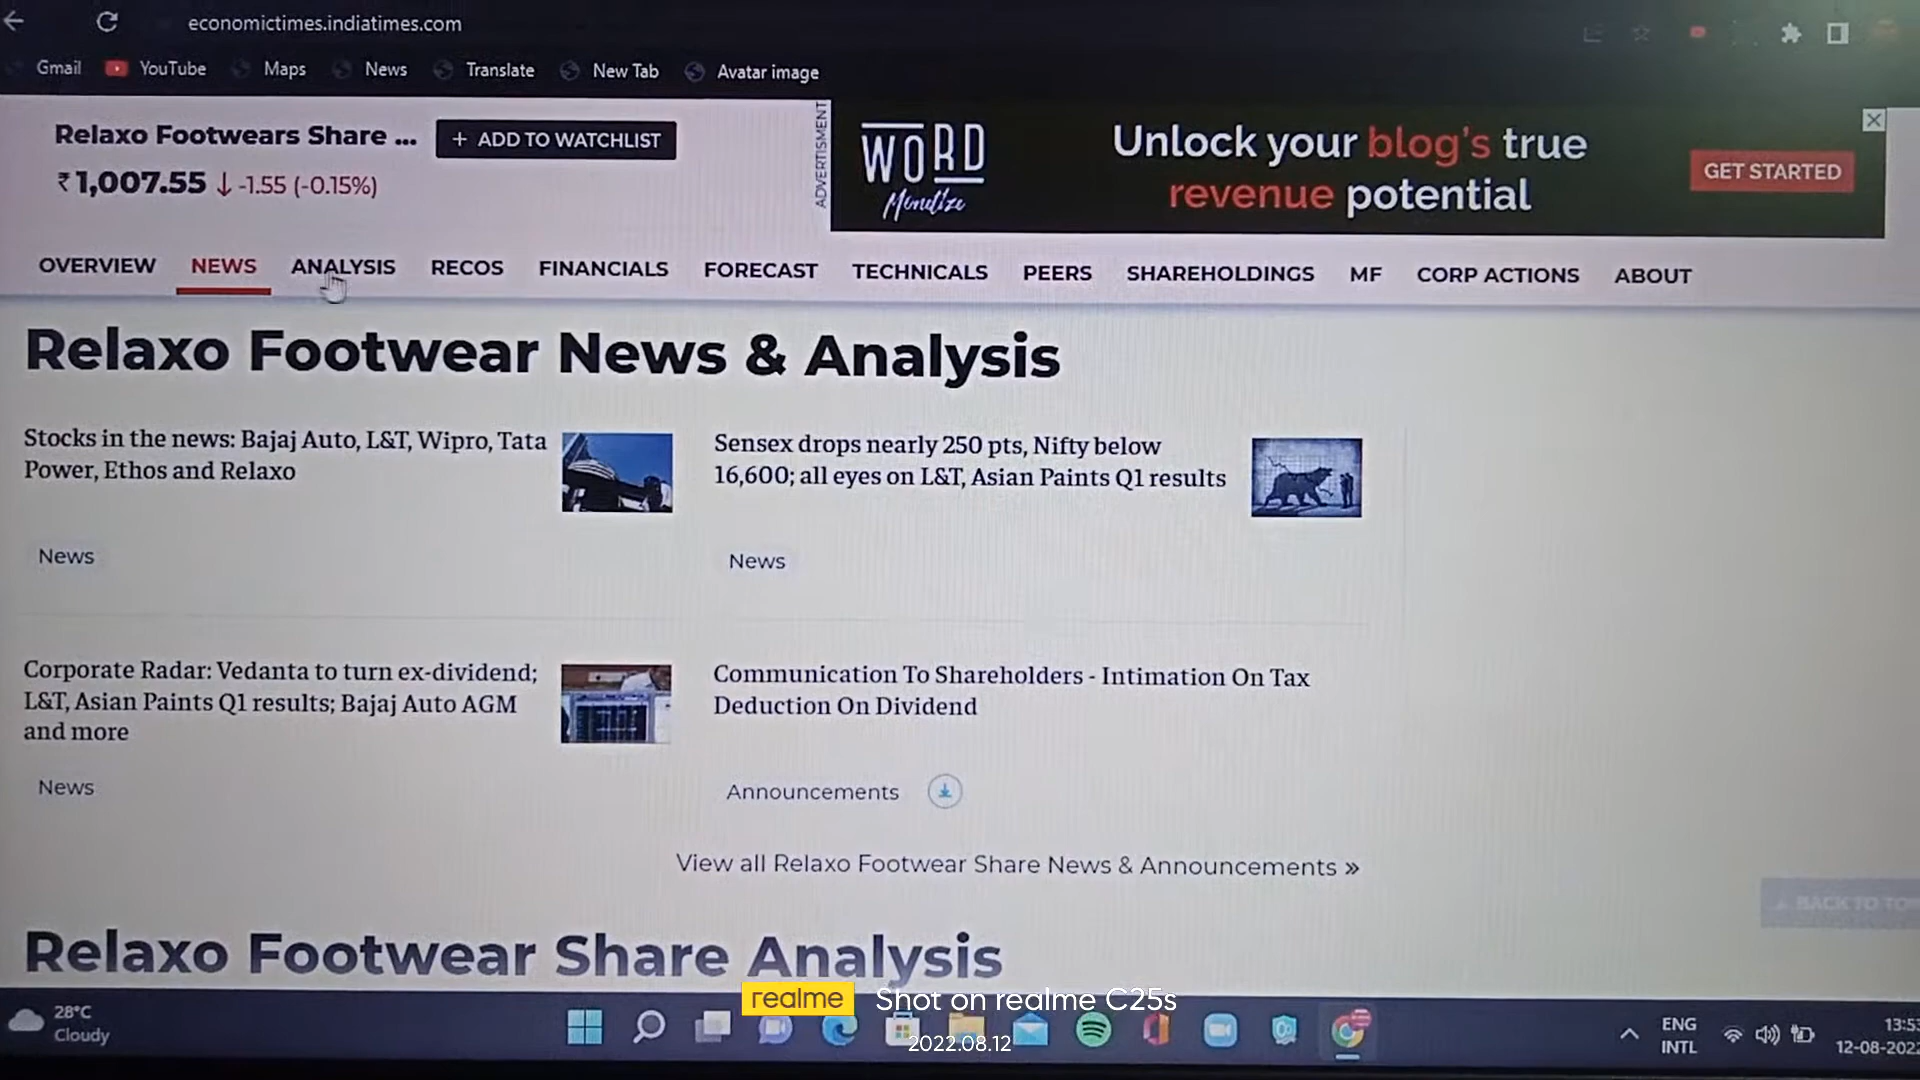 economictimes.indiatimes.com
Gmail YouTube Maps News Translate New Tab Avatar image
Relaxo Footwears Share ... + ADD TO WATCHLIST
₹1,007.55 ↓ -1.55 (-0.15%)
ADVERTISMENT
WORD
Monetize
Unlock your blog's true
revenue potential
GET STARTED
OVERVIEW NEWS ANALYSIS RECOS FINANCIALS FORECAST TECHNICALS PEERS SHAREHOLDINGS MF CORP ACTIONS ABOUT
Relaxo Footwear News & Analysis
Stocks in the news: Bajaj Auto, L&T, Wipro, Tata
Power, Ethos and Relaxo
News
Sensex drops nearly 250 pts, Nifty below
16,600; all eyes on L&T, Asian Paints Q1 results
News
Corporate Radar: Vedanta to turn ex-dividend;
L&T, Asian Paints Q1 results; Bajaj Auto AGM
and more
News
Communication To Shareholders - Intimation On Tax
Deduction On Dividend
Announcements
View all Relaxo Footwear Share News & Announcements »
BACK TO TO
Relaxo Footwear Share Analysis
realme Shot on realme C25s
2022.08.12
28°C
Cloudy
ENG
INTL
13:53
12-08-2022